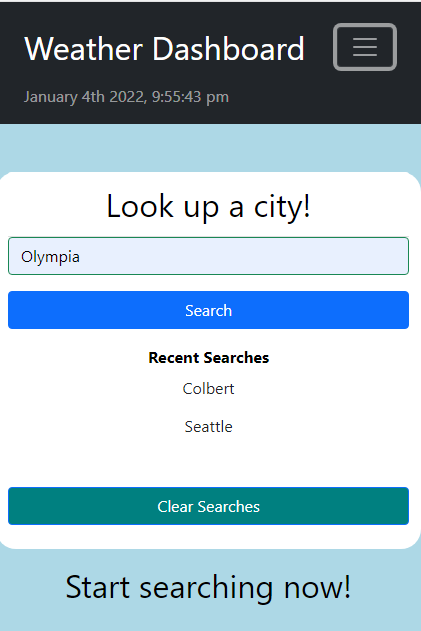 Weather Dashboard
January 4th 2022, 9:55:43 pm
Look up a city!
Olympia
Search
Recent Searches
Colbert
Seattle
Clear Searches
Start searching now!